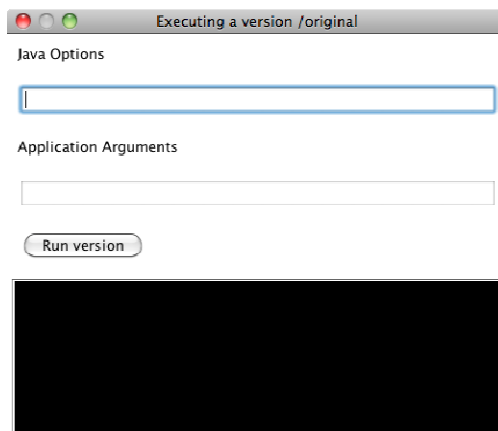 Executing a version /original
Java Options
Application Arguments
Run version